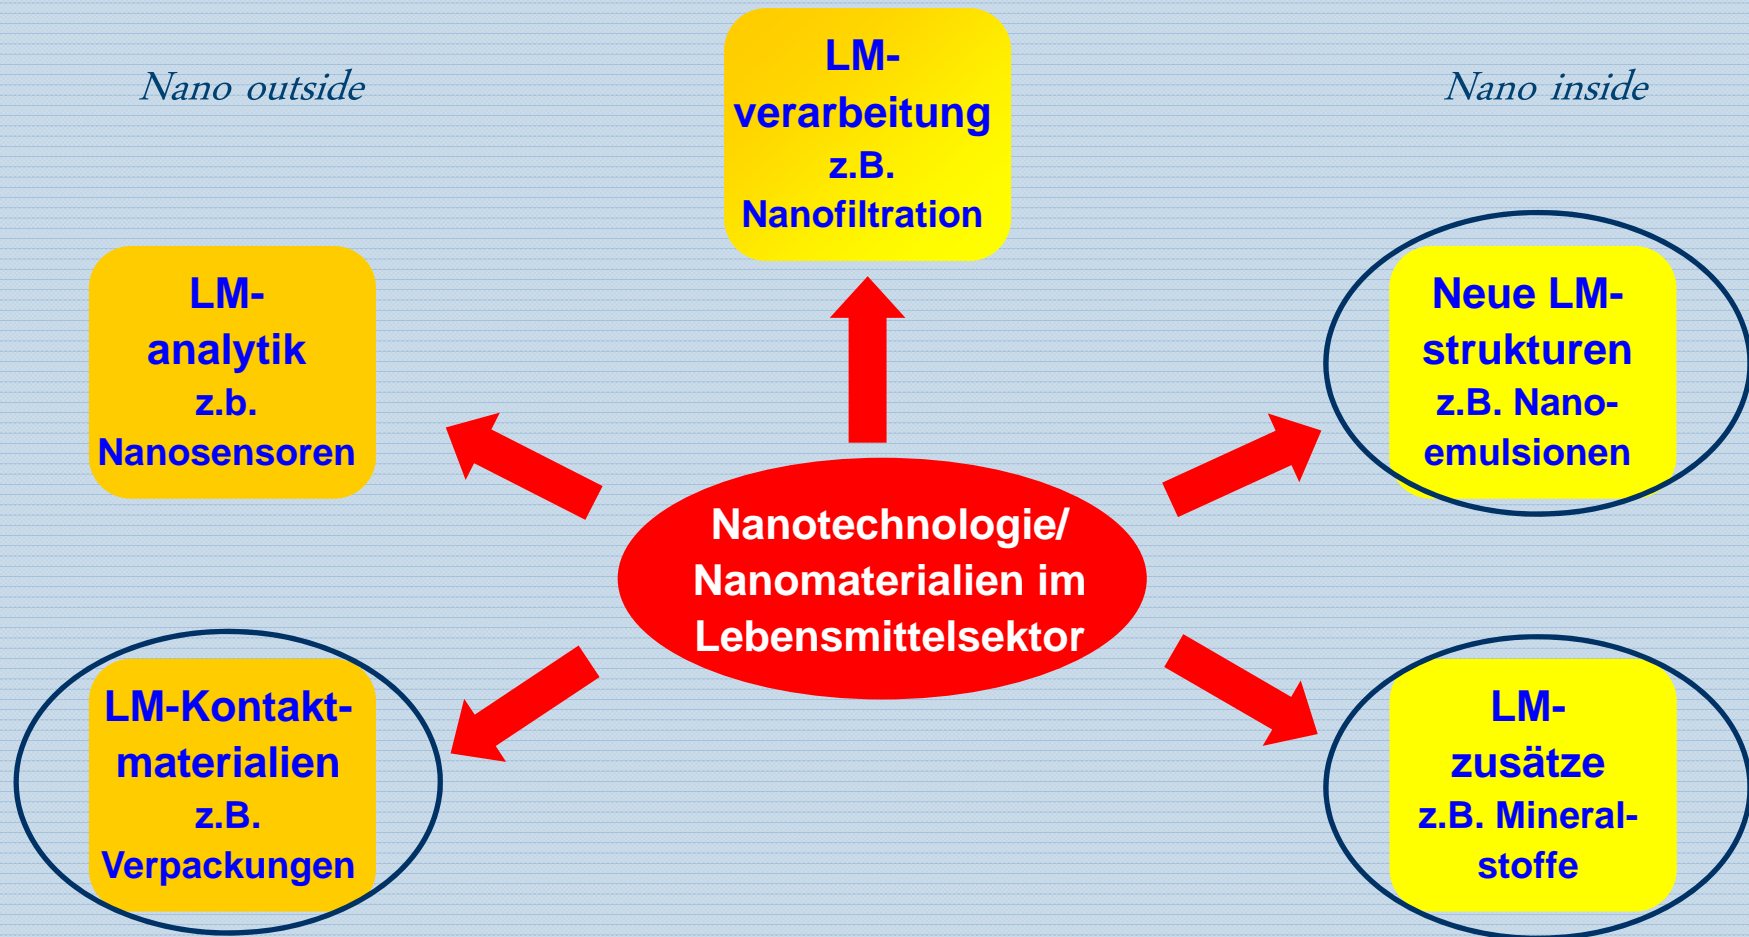 Nano outside
LM-
verarbeitung
z.B.
Nanofiltration
Nano inside
LM-
analytik
z.b.
Nanosensoren
Neue LM-
strukturen
z.B. Nano-
emulsionen
Nanotechnologie/
Nanomaterialien im
Lebensmittelsektor
LM-Kontakt-
materialien
z.B.
Verpackungen
LM-
zusätze
z.B. Mineral-
stoffe